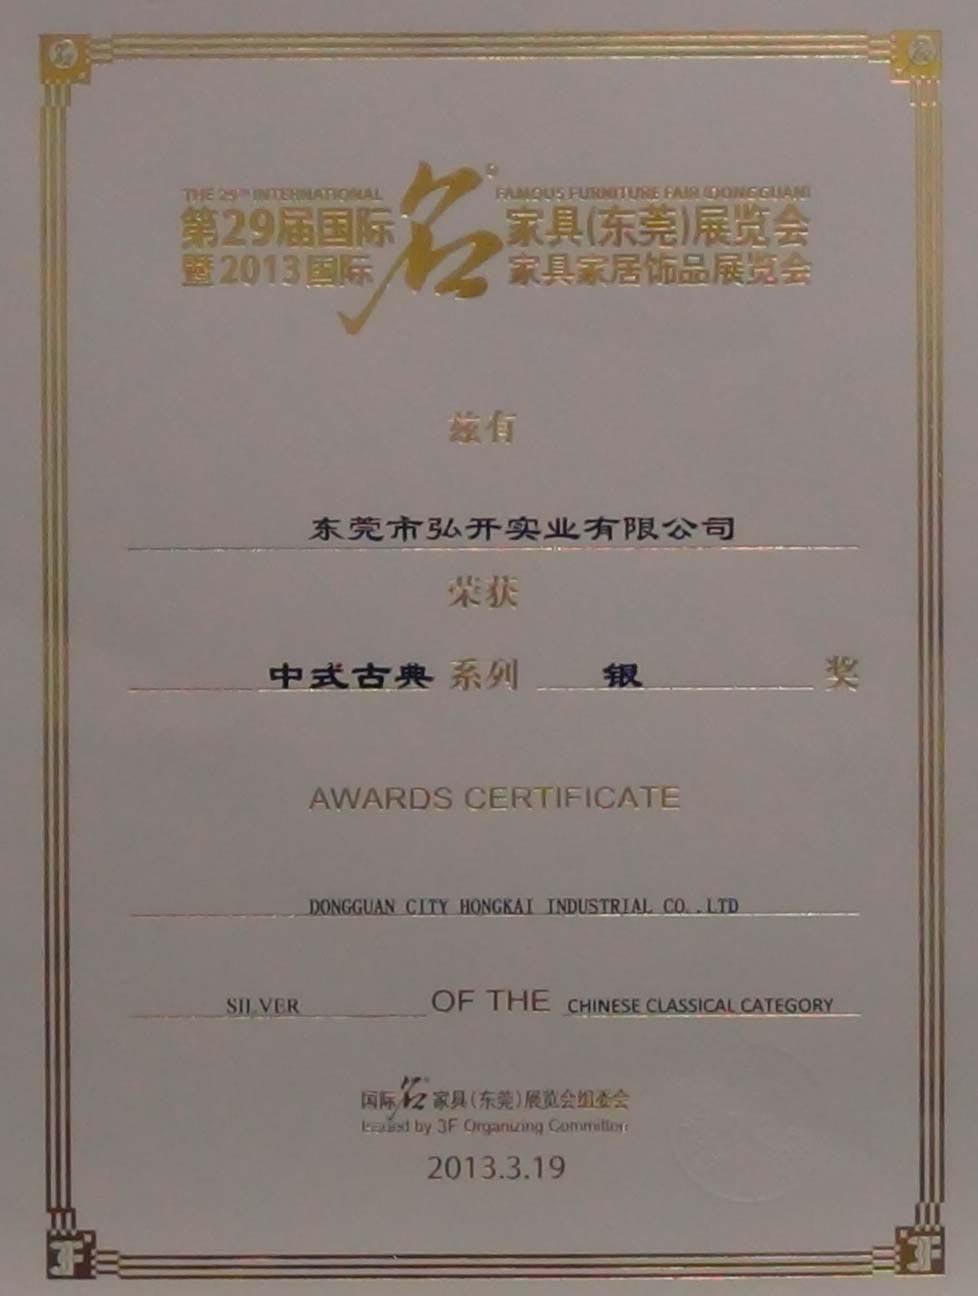 THE 29TH INTERNATIONAL 名® FAMOUS FURNITURE FAIR (DONGGUAN)
第29届国际 家具(东莞)展览会
暨2013国际 家具家居饰品展览会
兹有
东莞市弘开实业有限公司
荣获
中式古典 系列 银 奖
AWARDS CERTIFICATE
DONGGUAN CITY HONGKAI INDUSTRIAL CO.,LTD
SILVER OF THE CHINESE CLASSICAL CATEGORY
国际名家具(东莞)展览会组委会
Issued by 3F Organizing Committee
2013.3.19
3F 3F